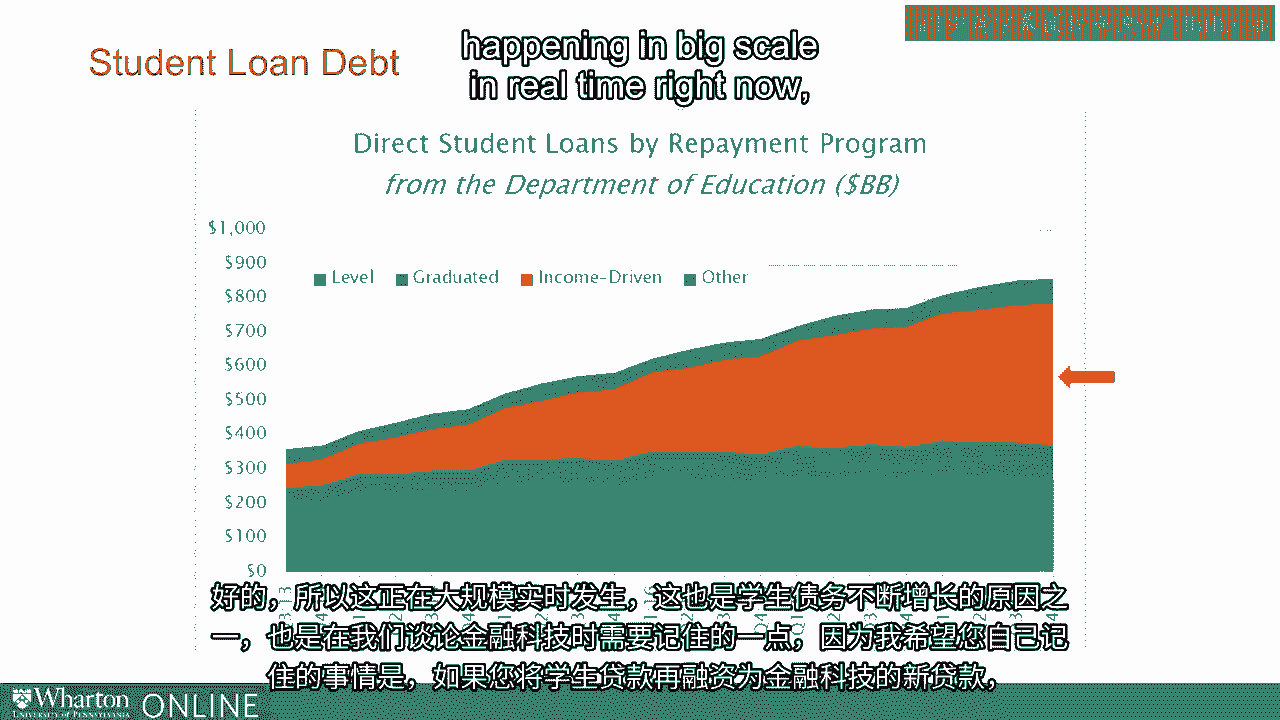 happening in big scale
in real time right now,
Student Loan Debt
Direct Student Loans by Repayment Program
from the Department of Education ($BB)
$1,000
$900
Level Graduated Income-Driven Other
$800
$700
$600
$500
$400
$300
$200
$100
$0
好的，所以这正在大规模实时发生，这也是学生债务不断增长的原因之
一，也是在我们谈论金融科技时需要记住的一点，因为我希望您自己记
住的事情是，如果您将学生贷款再融资为金融科技的新贷款，
Wharton ONLINE
UNIVERSITY OF PENNSYLVANIA